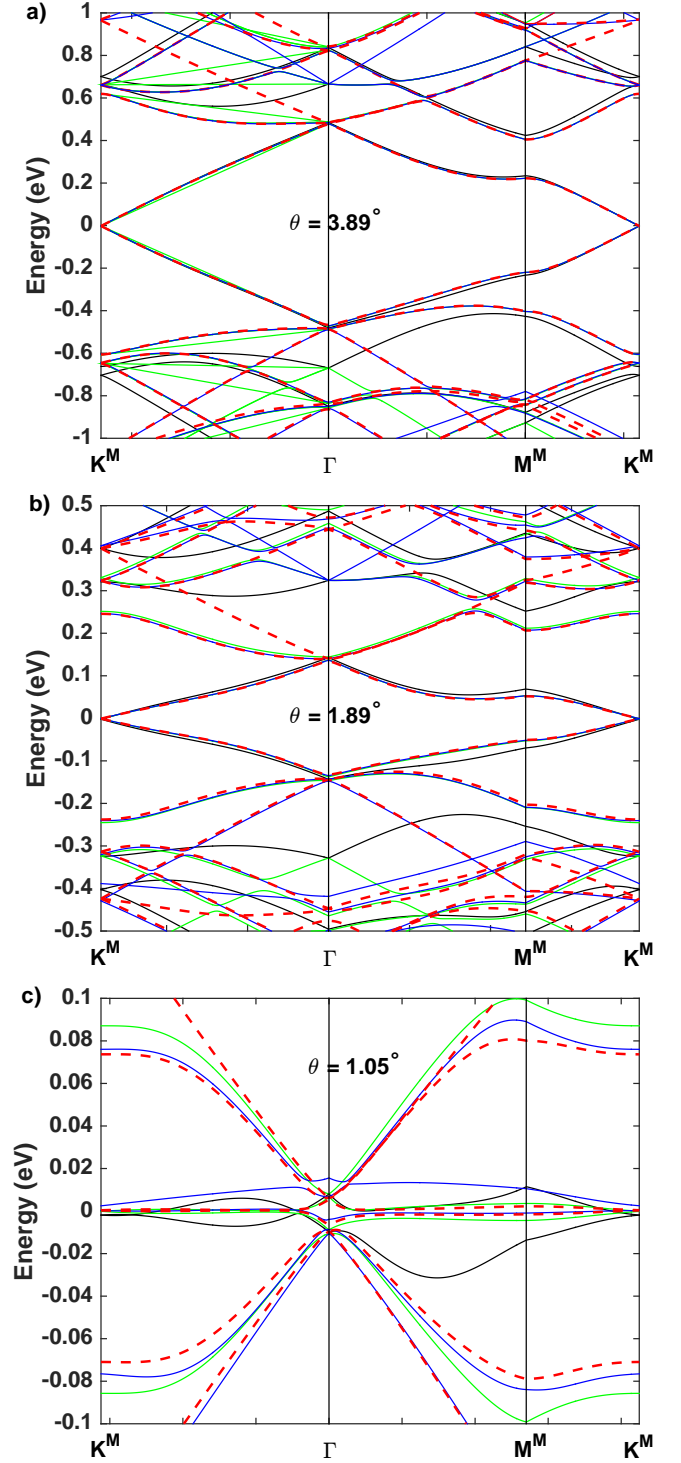 a)
1
0.8
0.6
0.4
0.2
0
-0.2
-0.4
-0.6
-0.8
-1
Energy (eV)
θ = 3.89°
K^M Γ M^M K^M
b)
0.5
0.4
0.3
0.2
0.1
0
-0.1
-0.2
-0.3
-0.4
-0.5
Energy (eV)
θ = 1.89°
K^M Γ M^M K^M
c)
0.1
0.08
0.06
0.04
0.02
0
-0.02
-0.04
-0.06
-0.08
-0.1
Energy (eV)
θ = 1.05°
K^M Γ M^M K^M